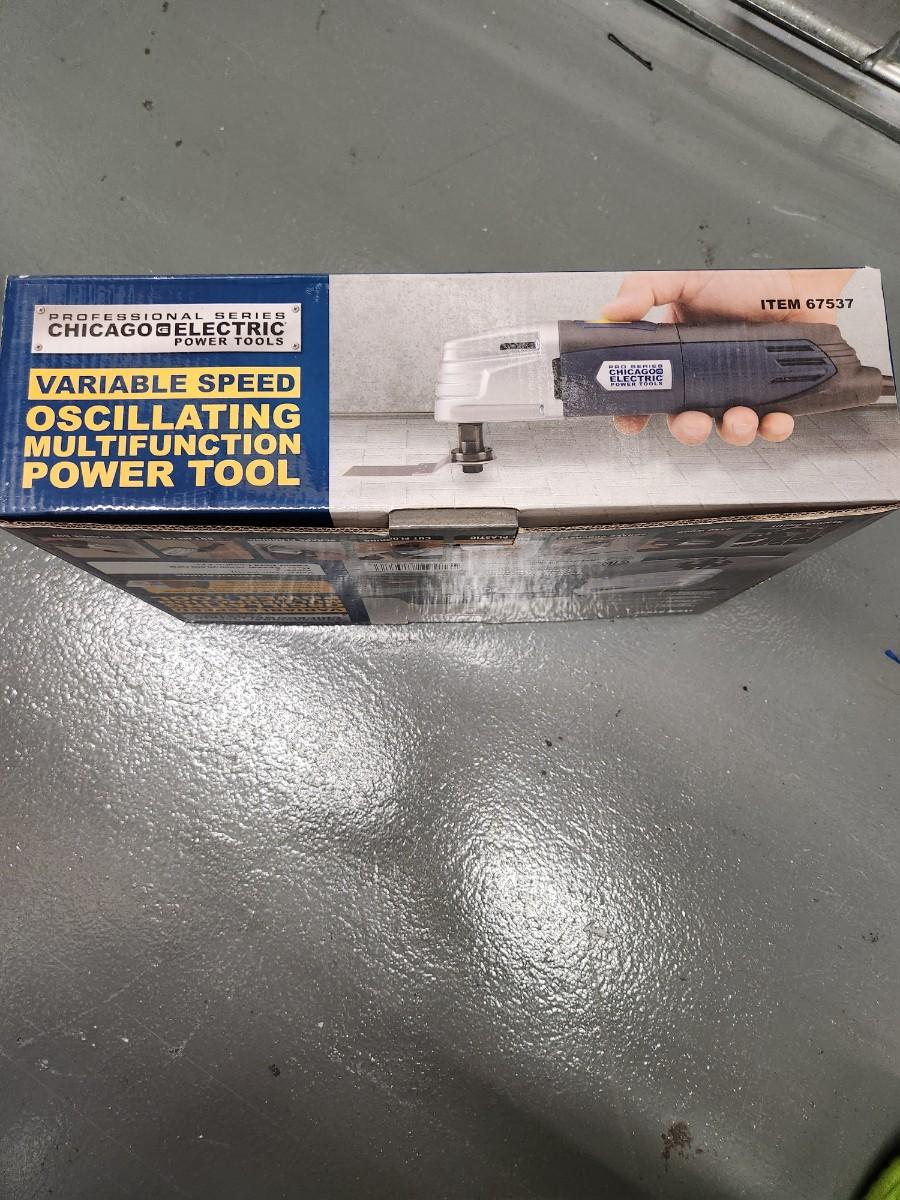 PROFESSIONAL SERIES
CHICAGO ELECTRIC
POWER TOOLS
VARIABLE SPEED
OSCILLATING
MULTIFUNCTION
POWER TOOL
ITEM 67537
PRO SERIES
CHICAGO
ELECTRIC
POWER TOOLS
PLASTIC